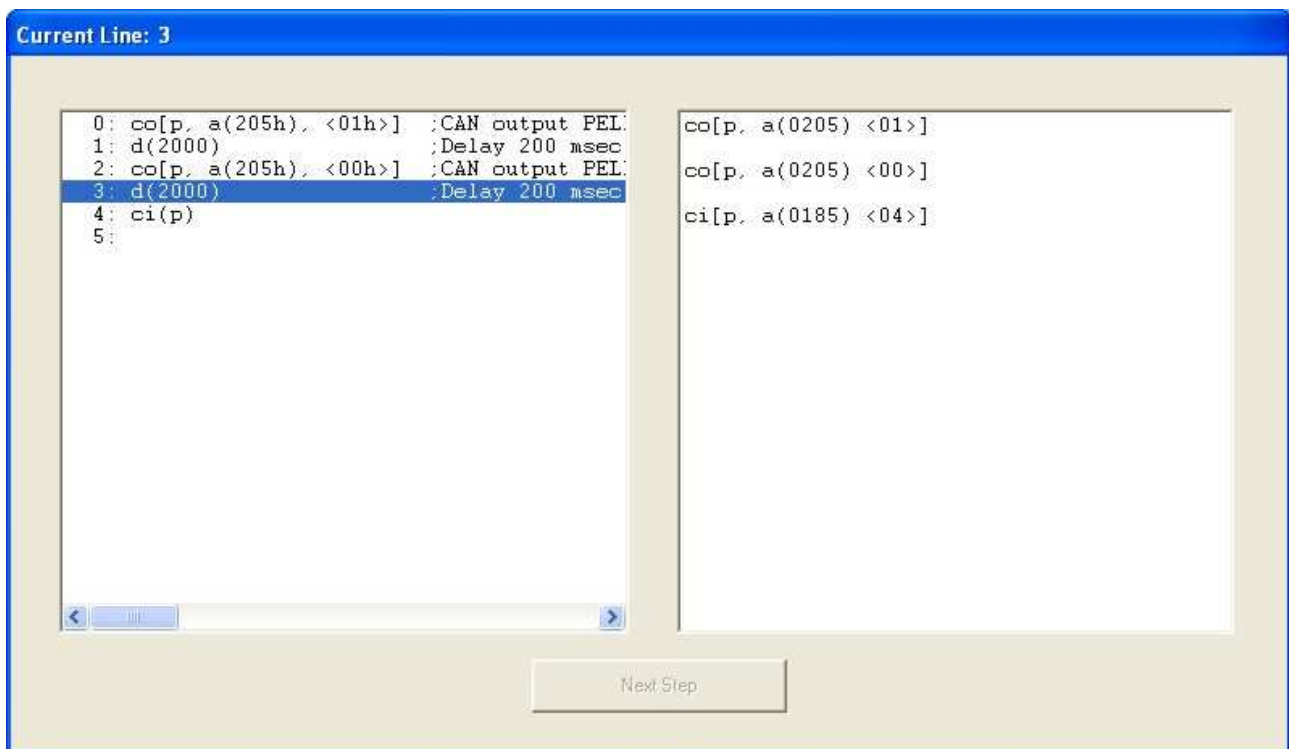 Current Line: 3
0: co[p, a(205h), <01h>] ;CAN output PEL
1: d(2000) ;Delay 200 msec
2: co[p, a(205h), <00h>] ;CAN output PEL
3: d(2000) ;Delay 200 msec
4: ci(p)
5:
co[p, a(0205) <01>]
co[p, a(0205) <00>]
ci[p, a(0185) <04>]
Next Step